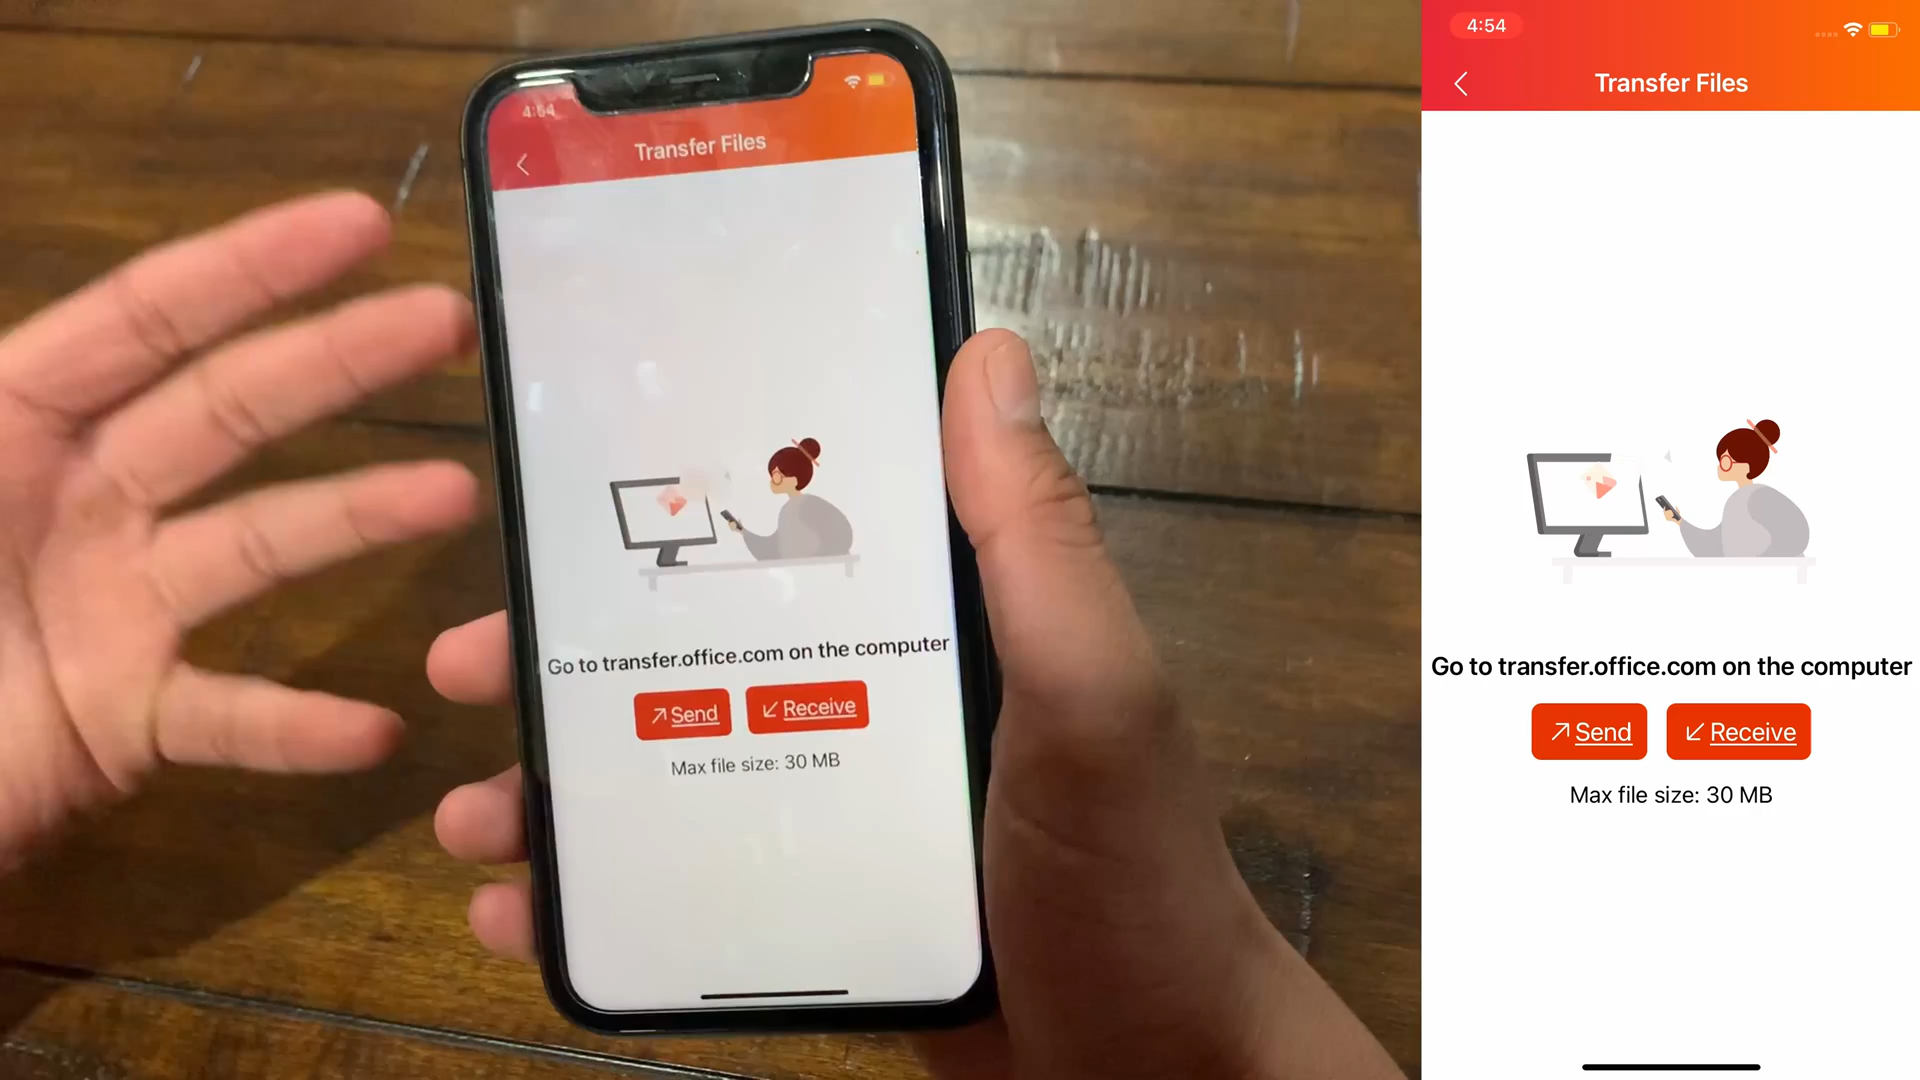 4:54
Transfer Files
Go to transfer.office.com on the computer
Send
Receive
Max file size: 30 MB
4:54
Transfer Files
Go to transfer.office.com on the computer
Send
Receive
Max file size: 30 MB